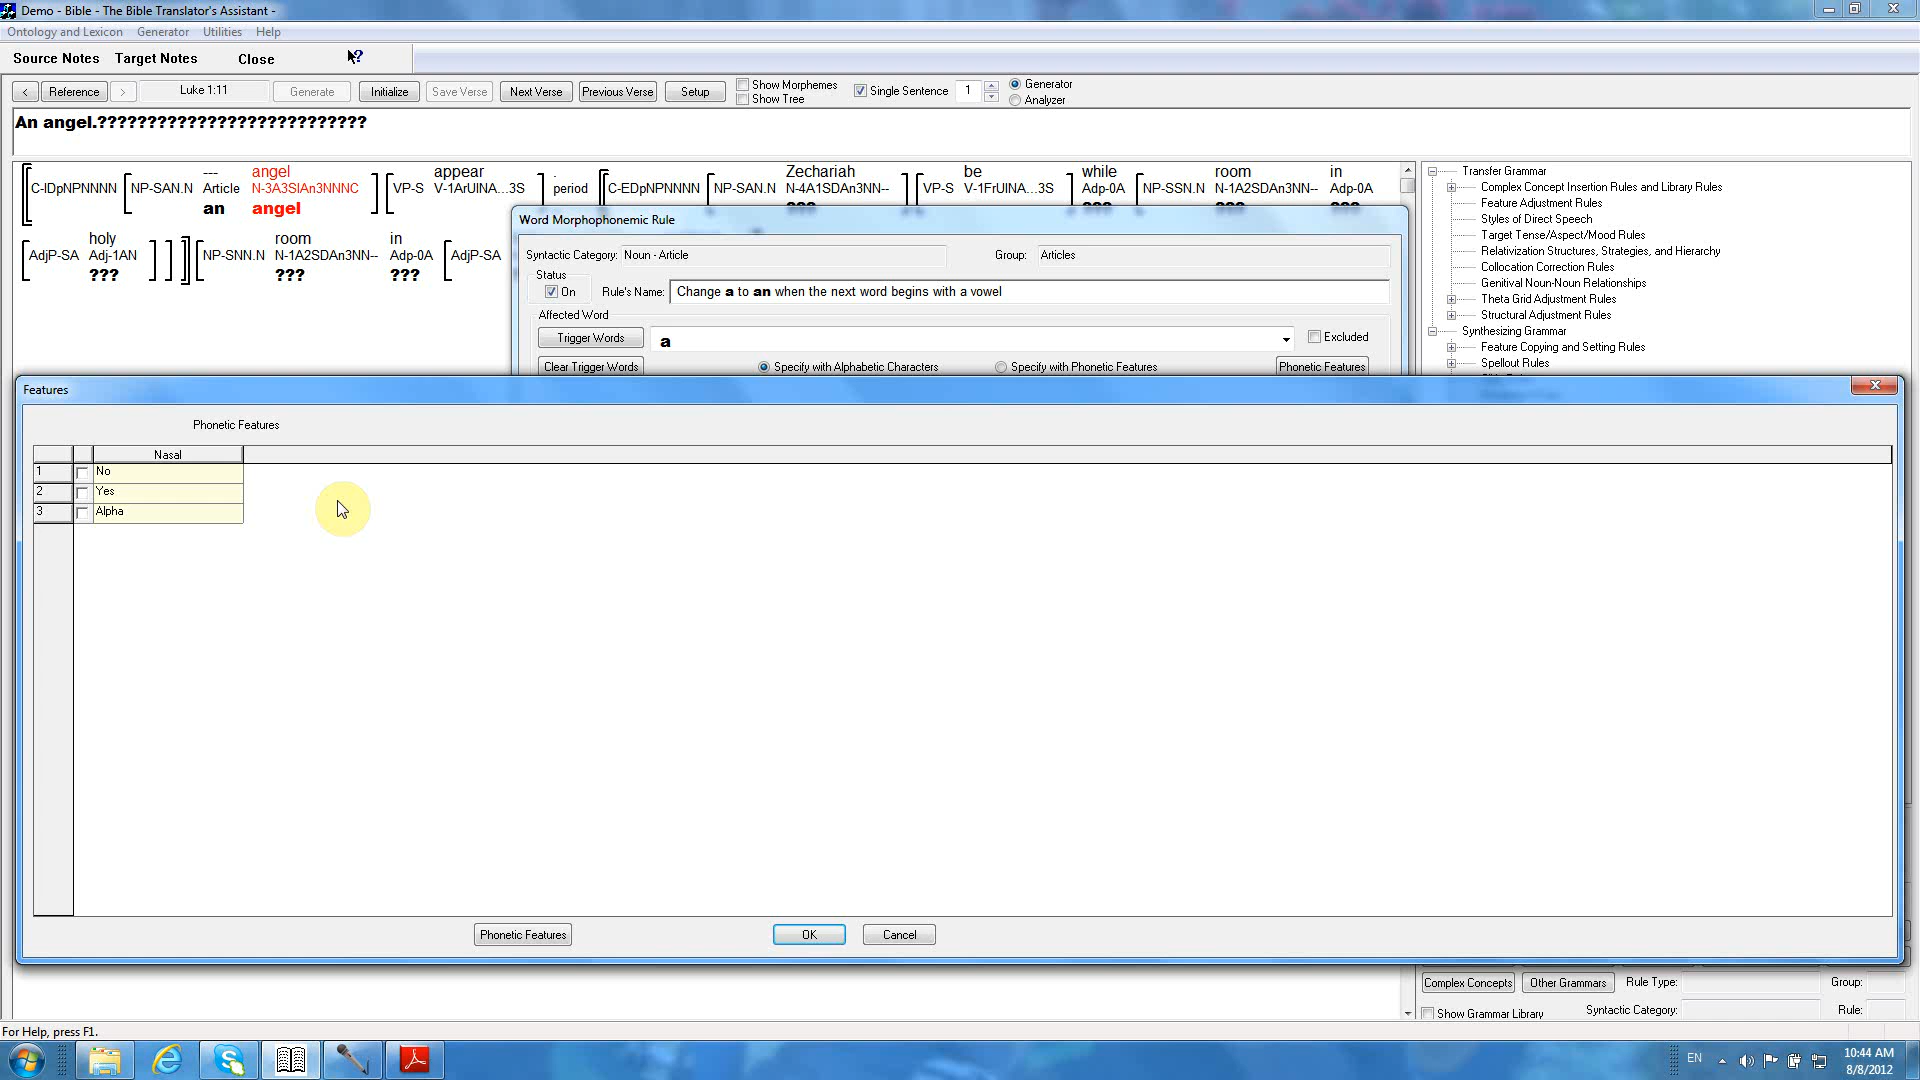 Demo - Bible - The Bible Translator's Assistant -
Ontology and Lexicon Generator Utilities Help
Source Notes Target Notes Close
< Reference > Luke 1:11 Generate Initialize Save Verse Next Verse Previous Verse Setup Show Morphemes Single Sentence 1 Generator
Show Tree Analyzer
An angel.???????????????????????????
--- angel appear . Zechariah be while room in
C-IDpNPNNNN NP-SAN.N Article N-3A3SIAn3NNNC VP-S V-1ArUINA...3S period C-EDpNPNNNN NP-SAN.N N-4A1SDAn3NN-- VP-S V-1FrUINA...3S Adp-0A NP-SSN.N N-1A2SDAn3NN-- Adp-0A
an angel
holy room in
AdjP-SA Adj-1AN NP-SNN.N N-1A2SDAn3NN-- Adp-0A AdjP-SA
??? ??? ???
Word Morphophonemic Rule
Syntactic Category: Noun - Article Group: Articles
Status
On Rule's Name: Change a to an when the next word begins with a vowel
Affected Word
Trigger Words a Excluded
Clear Trigger Words Specify with Alphabetic Characters Specify with Phonetic Features Phonetic Features
Transfer Grammar
Complex Concept Insertion Rules and Library Rules
Feature Adjustment Rules
Styles of Direct Speech
Target Tense/Aspect/Mood Rules
Relativization Structures, Strategies, and Hierarchy
Collocation Correction Rules
Genitival Noun-Noun Relationships
Theta Grid Adjustment Rules
Structural Adjustment Rules
Synthesizing Grammar
Feature Copying and Setting Rules
Spellout Rules
Features
Phonetic Features
Nasal
1 No
2 Yes
3 Alpha
Phonetic Features OK Cancel
Complex Concepts Other Grammars Rule Type: Group:
Show Grammar Library Syntactic Category: Rule:
For Help, press F1.
EN 10:44 AM
8/8/2012